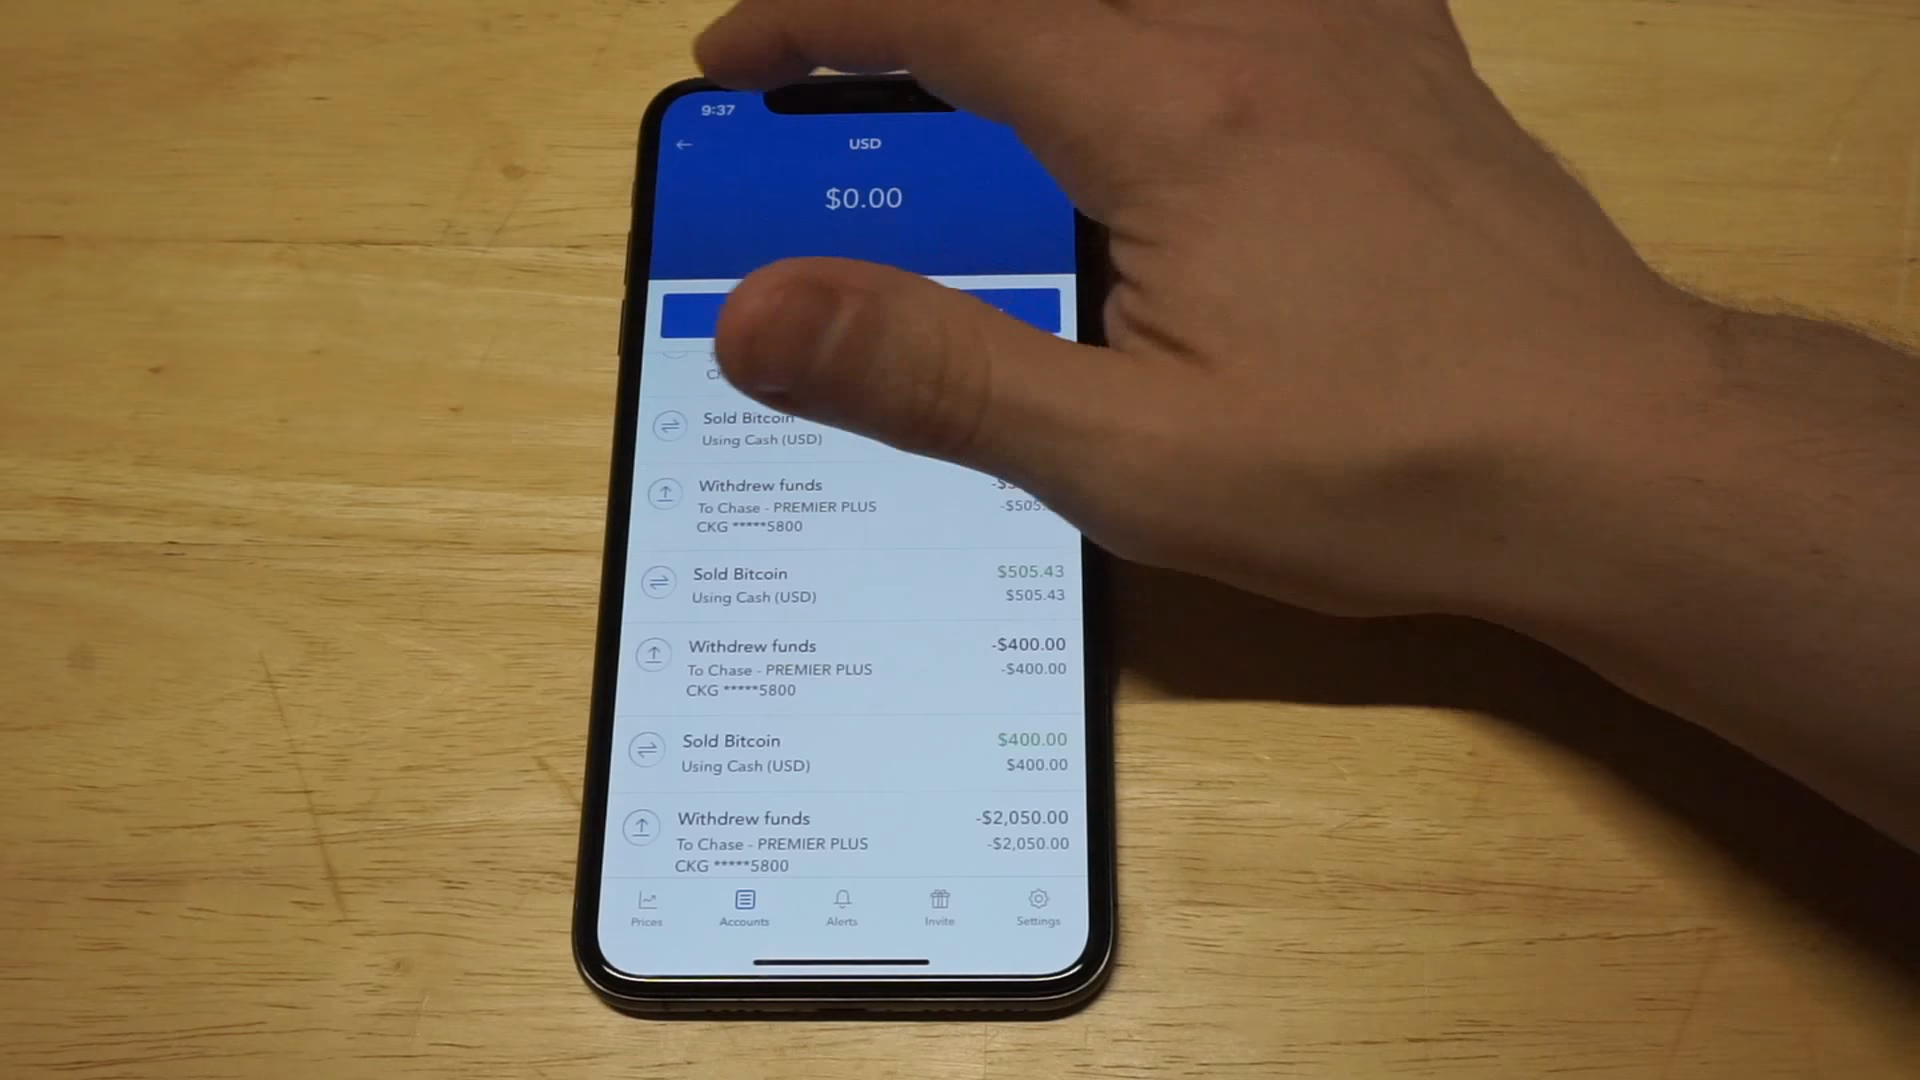 9:37
USD
$0.00
Sold Bitcoin
Using Cash (USD)
Withdrew funds
To Chase - PREMIER PLUS -$505.
CKG *****5800
Sold Bitcoin $505.43
Using Cash (USD) $505.43
Withdrew funds -$400.00
To Chase - PREMIER PLUS -$400.00
CKG *****5800
Sold Bitcoin $400.00
Using Cash (USD) $400.00
Withdrew funds -$2,050.00
To Chase - PREMIER PLUS -$2,050.00
CKG *****5800
Prices Accounts Alerts Invite Settings